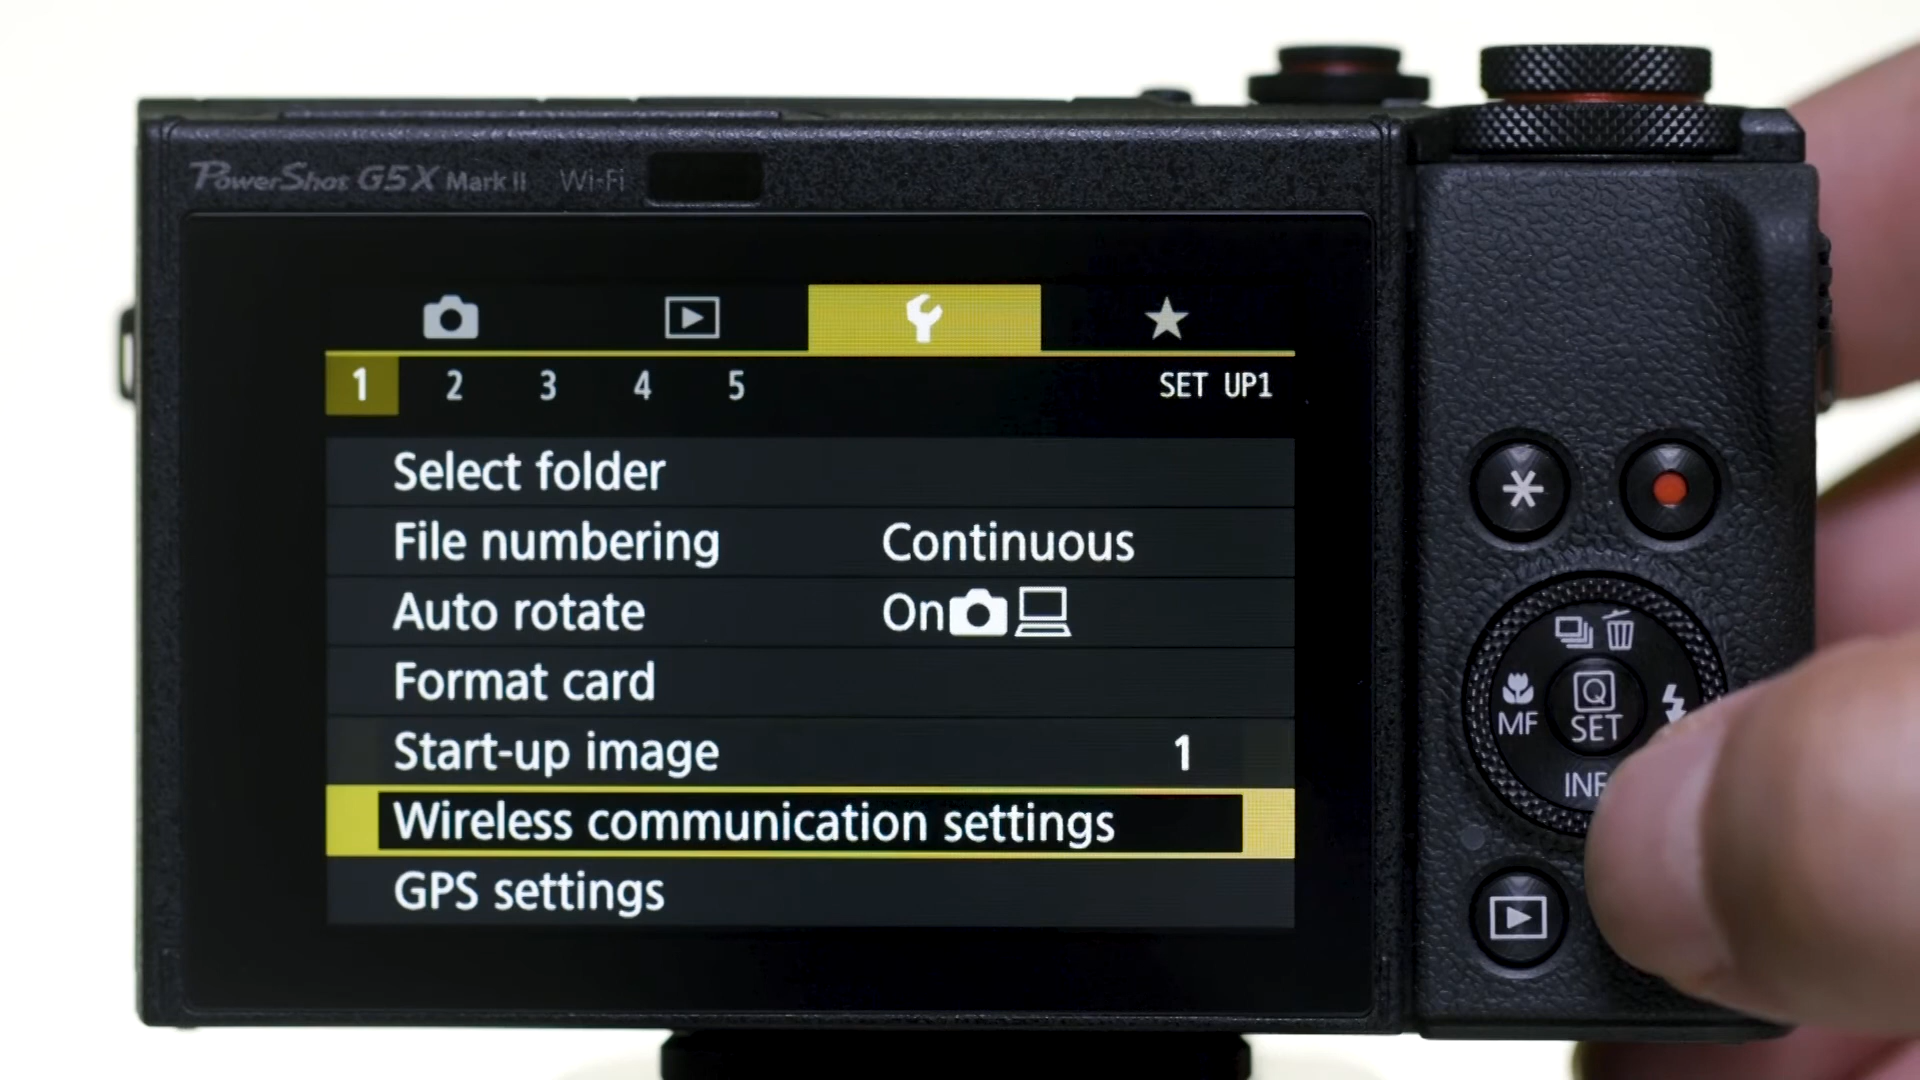 PowerShot G5X Mark II Wi-Fi
1 2 3 4 5 SET UP1
Select folder
File numbering Continuous
Auto rotate On
Format card
Start-up image 1
Wireless communication settings
GPS settings
MF
Q
SET